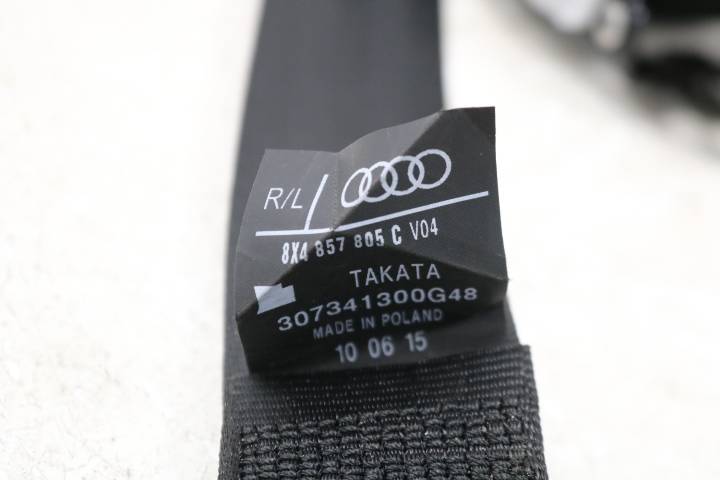 R/L
8X4 857 805 C V04
TAKATA
307341300G48
MADE IN POLAND
10 06 15